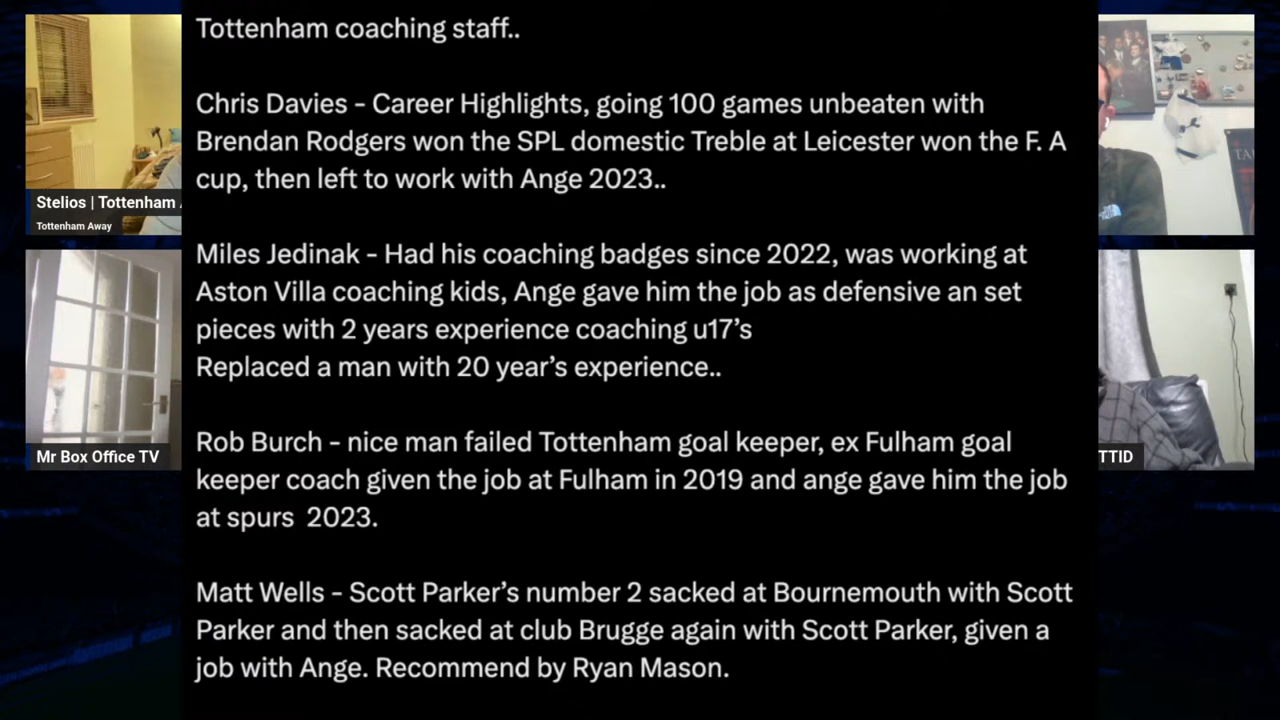 Tottenham coaching staff..
Chris Davies - Career Highlights, going 100 games unbeaten with
Brendan Rodgers won the SPL domestic Treble at Leicester won the F. A
cup, then left to work with Ange 2023..
Miles Jedinak - Had his coaching badges since 2022, was working at
Aston Villa coaching kids, Ange gave him the job as defensive an set
pieces with 2 years experience coaching u17’s
Replaced a man with 20 year’s experience..
Rob Burch - nice man failed Tottenham goal keeper, ex Fulham goal
keeper coach given the job at Fulham in 2019 and ange gave him the job
at spurs 2023.
Matt Wells - Scott Parker’s number 2 sacked at Bournemouth with Scott
Parker and then sacked at club Brugge again with Scott Parker, given a
job with Ange. Recommend by Ryan Mason.
Stelios | Tottenham
Tottenham Away
Mr Box Office TV
TTID